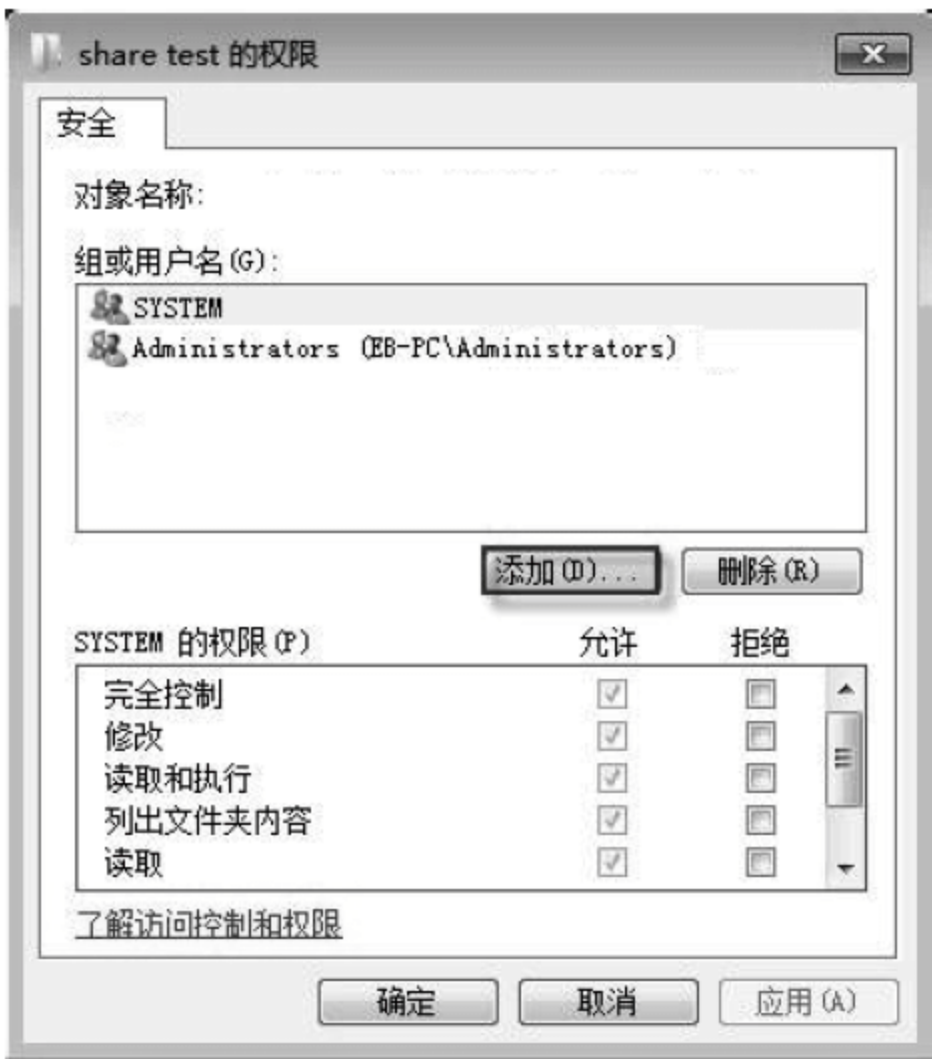 share test 的权限
安全
对象名称:
组或用户名(G):
SYSTEM
Administrators (EB-PC\Administrators)
添加(D)... 删除(R)
SYSTEM 的权限(P) 允许 拒绝
完全控制
修改
读取和执行
列出文件夹内容
读取
了解访问控制和权限
确定 取消 应用(A)